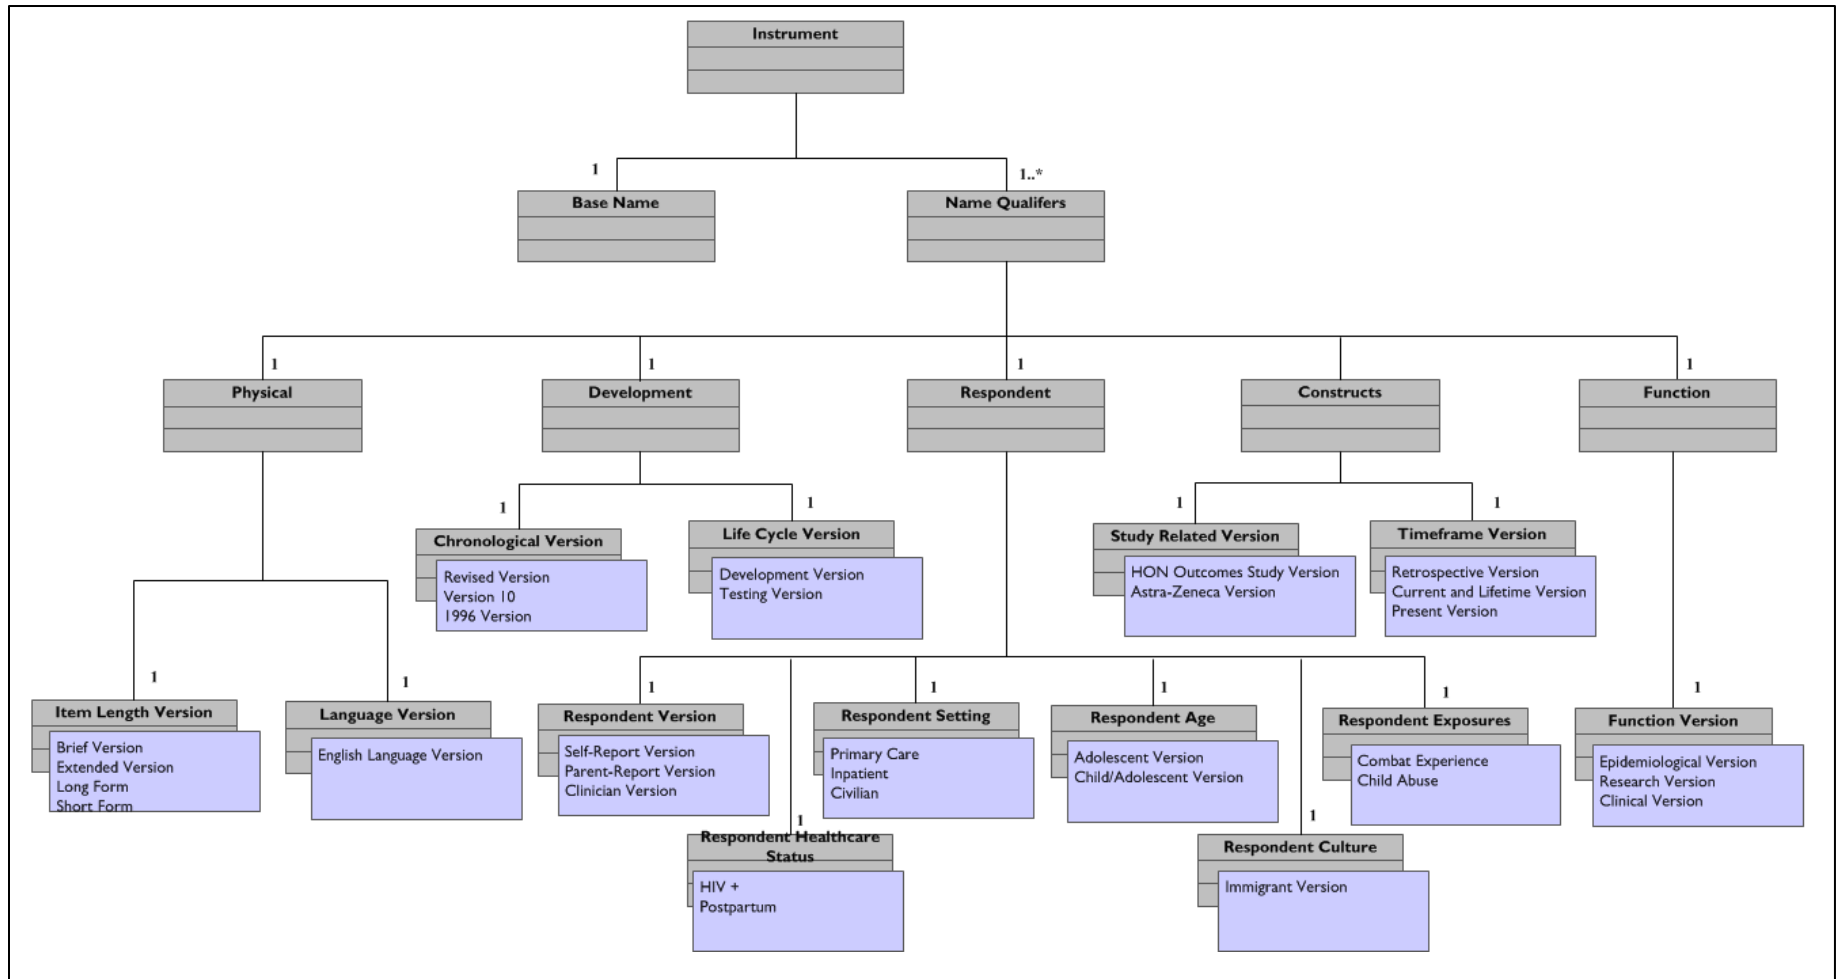 Instrument
1
1..*
Base Name
Name Qualifers
1
1
1
1
Physical
Development
Respondent
Constructs
Function
1
1
1
1
Chronological Version
Revised Version
Version 10
1996 Version
Life Cycle Version
Development Version
Testing Version
Study Related Version
HON Outcomes Study Version
Astra-Zeneca Version
Timeframe Version
Retrospective Version
Current and Lifetime Version
Present Version
1
1
1
1
1
1
1
Item Length Version
Brief Version
Extended Version
Long Form
Short Form
Language Version
English Language Version
Respondent Version
Self-Report Version
Parent-Report Version
Clinician Version
Respondent Setting
Primary Care
Inpatient
Civilian
Respondent Age
Adolescent Version
Child/Adolescent Version
Respondent Exposures
Combat Experience
Child Abuse
Function Version
Epidemiological Version
Research Version
Clinical Version
1
Respondent Healthcare
Status
HIV +
Postpartum
1
Respondent Culture
Immigrant Version